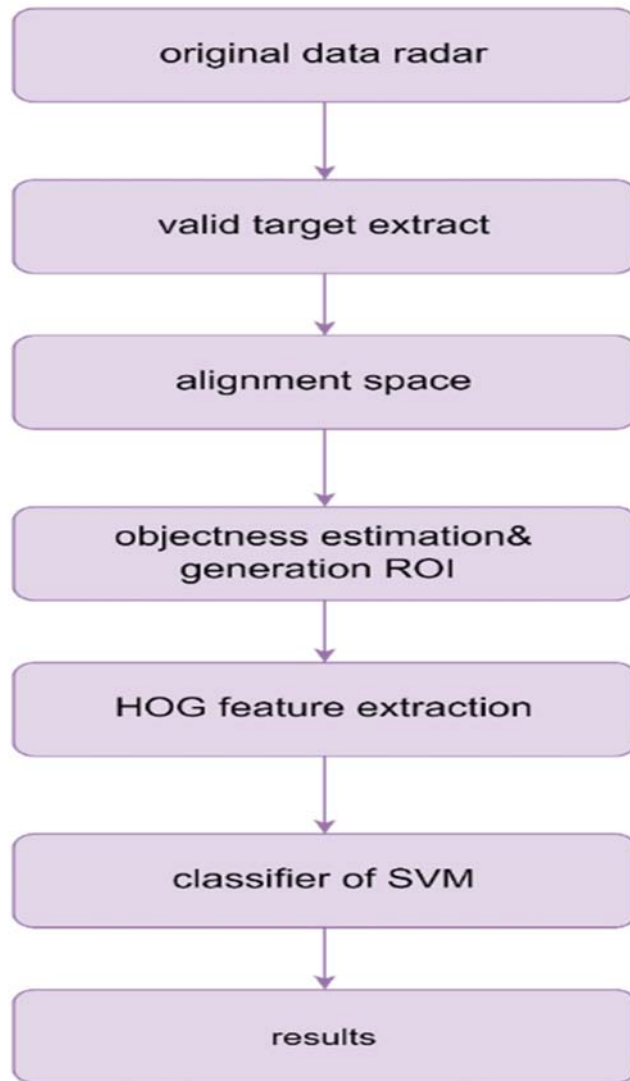 original data radar
valid target extract
alignment space
objectness estimation&
generation ROI
HOG feature extraction
classifier of SVM
results